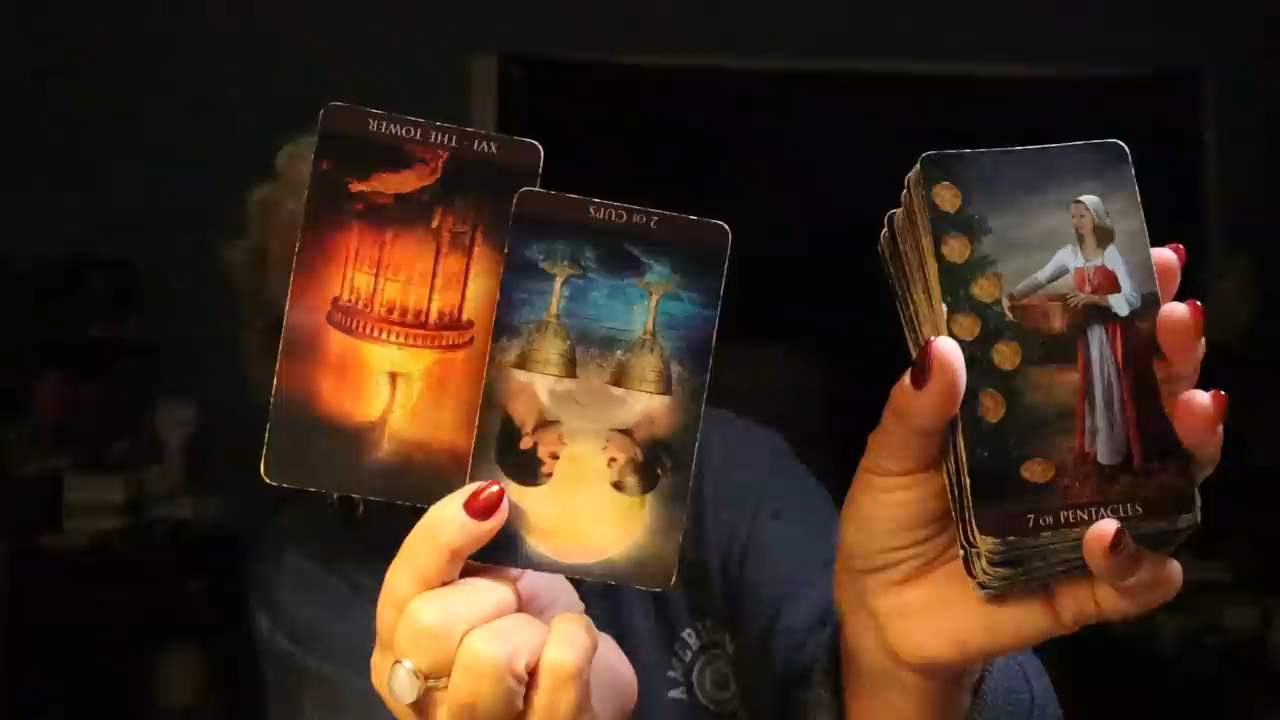 XVI - THE TOWER
2 OF CUPS
7 OF PENTACLES